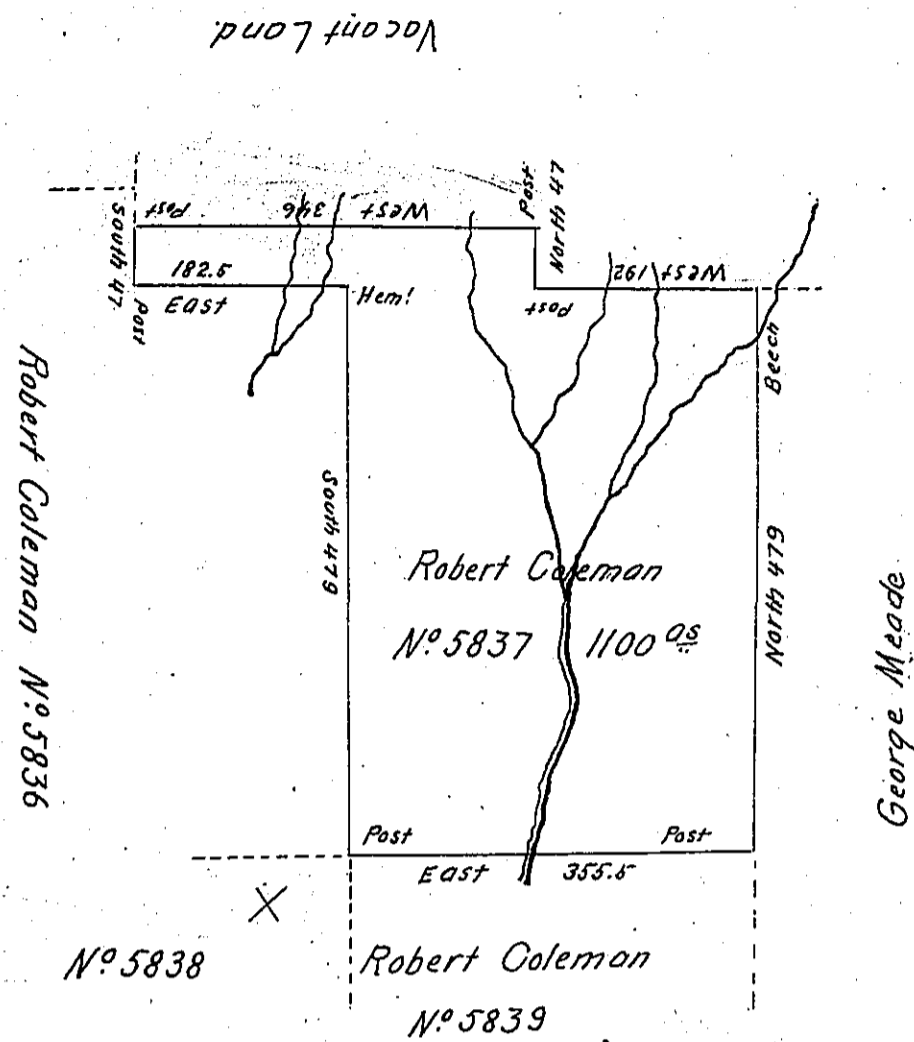 Vacant Land
Post
North 47
South 47.
Post
346
West
182.5
East
Post
Hem!
192
West
Post
Beech
Robert Coleman Nº 5836
South 479
Robert Coleman
Nº 5837 1100 as
North 479
George Meade
Post
Post
East 355.5
X
Nº 5838
Robert Coleman
Nº 5839